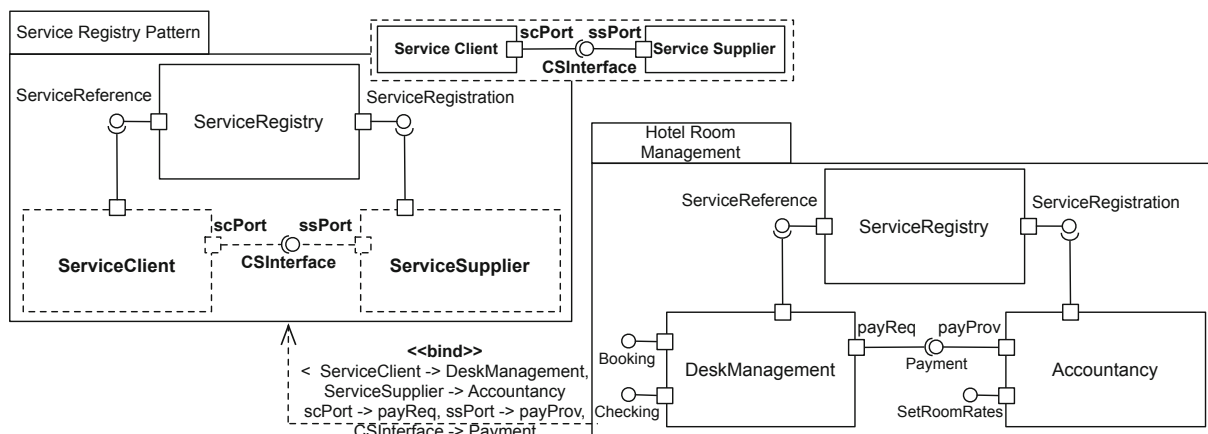 Service Registry Pattern
scPort ssPort
Service Client
Service Supplier
CSInterface
ServiceReference
ServiceRegistration
ServiceRegistry
scPort ssPort
CSInterface
ServiceClient
ServiceSupplier
<<bind>>
< ServiceClient -> DeskManagement,
ServiceSupplier -> Accountancy
scPort -> payReq, ssPort -> payProv,
CSInterface -> Payment
Hotel Room
Management
ServiceReference
ServiceRegistration
ServiceRegistry
payReq payProv
Booking
Payment
DeskManagement
Accountancy
Checking
SetRoomRates